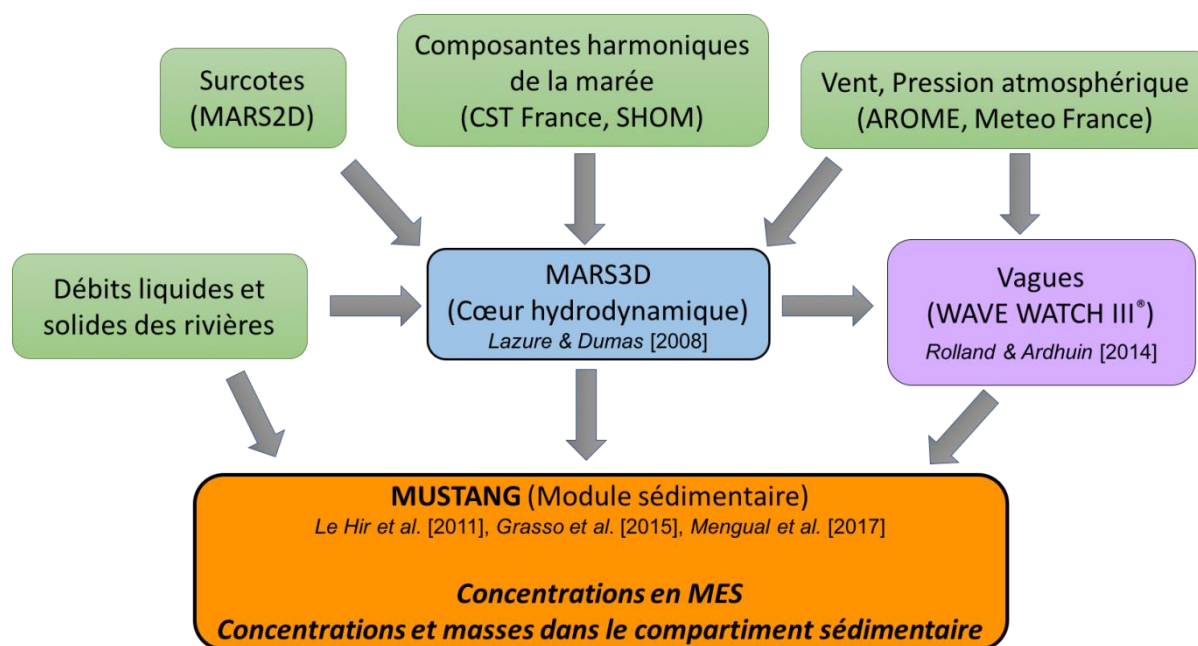 Surcotes
(MARS2D)
Composantes harmoniques
de la marée
(CST France, SHOM)
Vent, Pression atmosphérique
(AROME, Meteo France)
Débits liquides et
solides des rivières
MARS3D
(Cœur hydrodynamique)
Lazure & Dumas [2008]
Vagues
(WAVE WATCH III®)
Rolland & Ardhuin [2014]
MUSTANG (Module sédimentaire)
Le Hir et al. [2011], Grasso et al. [2015], Mengual et al. [2017]
Concentrations en MES
Concentrations et masses dans le compartiment sédimentaire